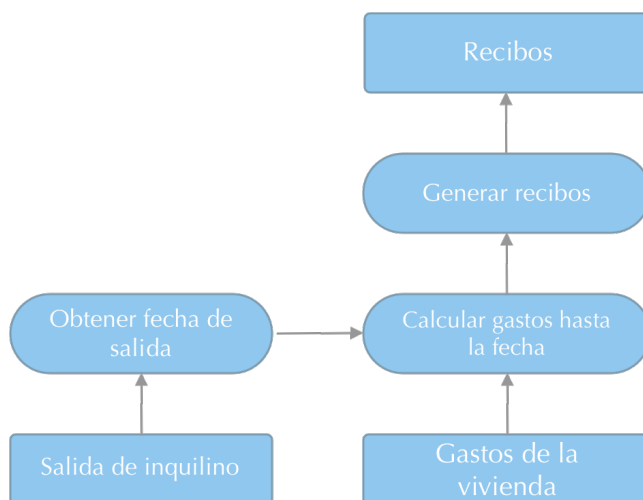 Recibos
Generar recibos
Obtener fecha de
salida
Calcular gastos hasta
la fecha
Salida de inquilino
Gastos de la
vivienda